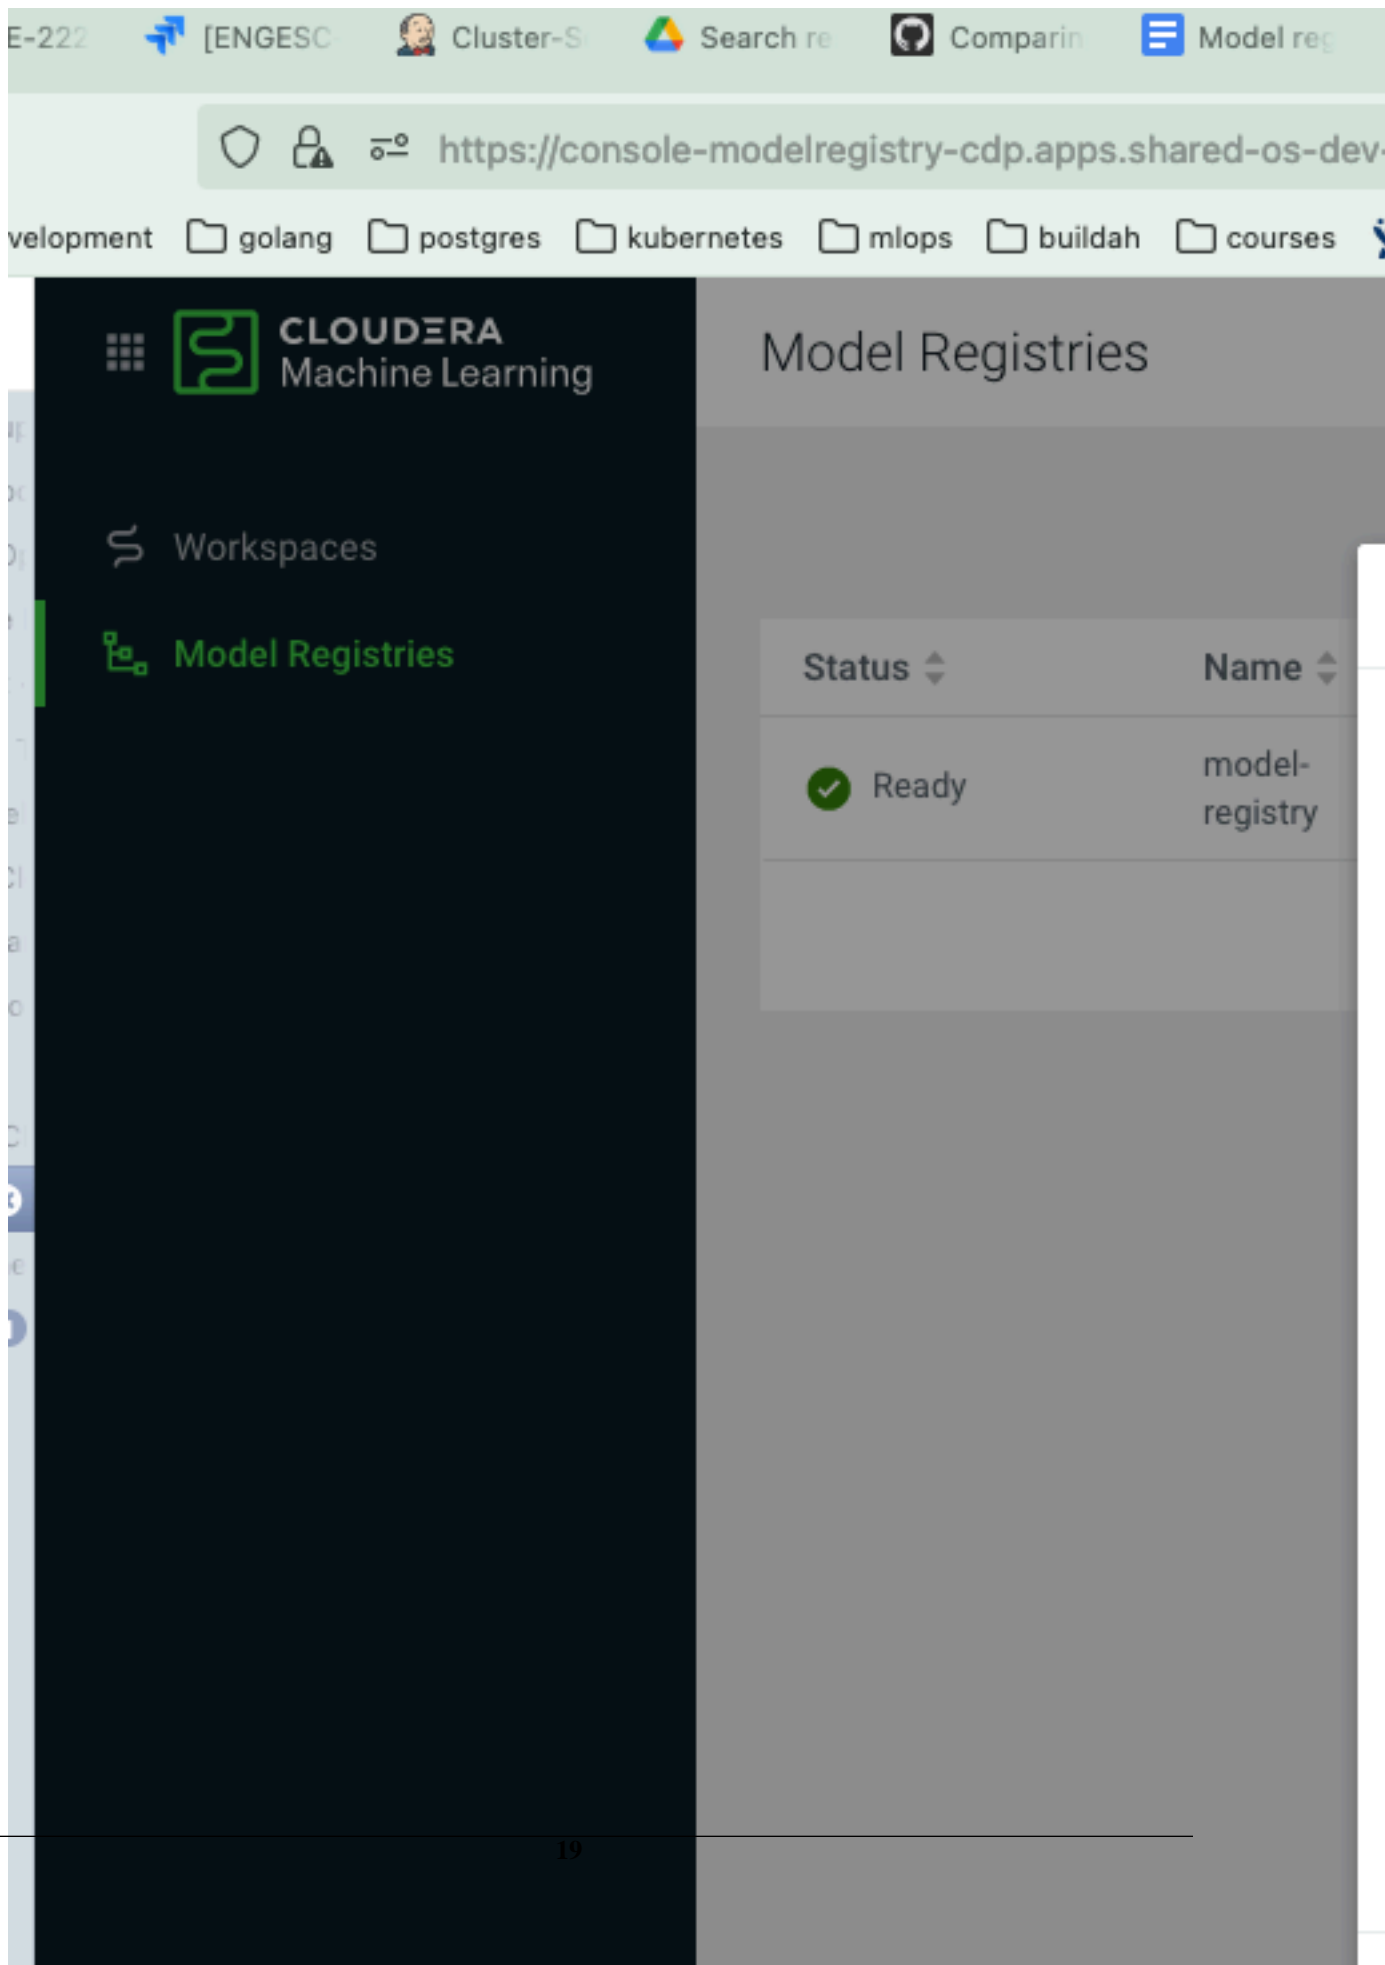 E-222 [ENGESC Cluster-S Search re Comparin Model reg
https://console-modelregistry-cdp.apps.shared-os-dev-
velopment golang postgres kubernetes mlops buildah courses
CLOUDERA
Machine Learning
Model Registries
Workspaces
Model Registries
Status Name
Ready
model-
registry
19